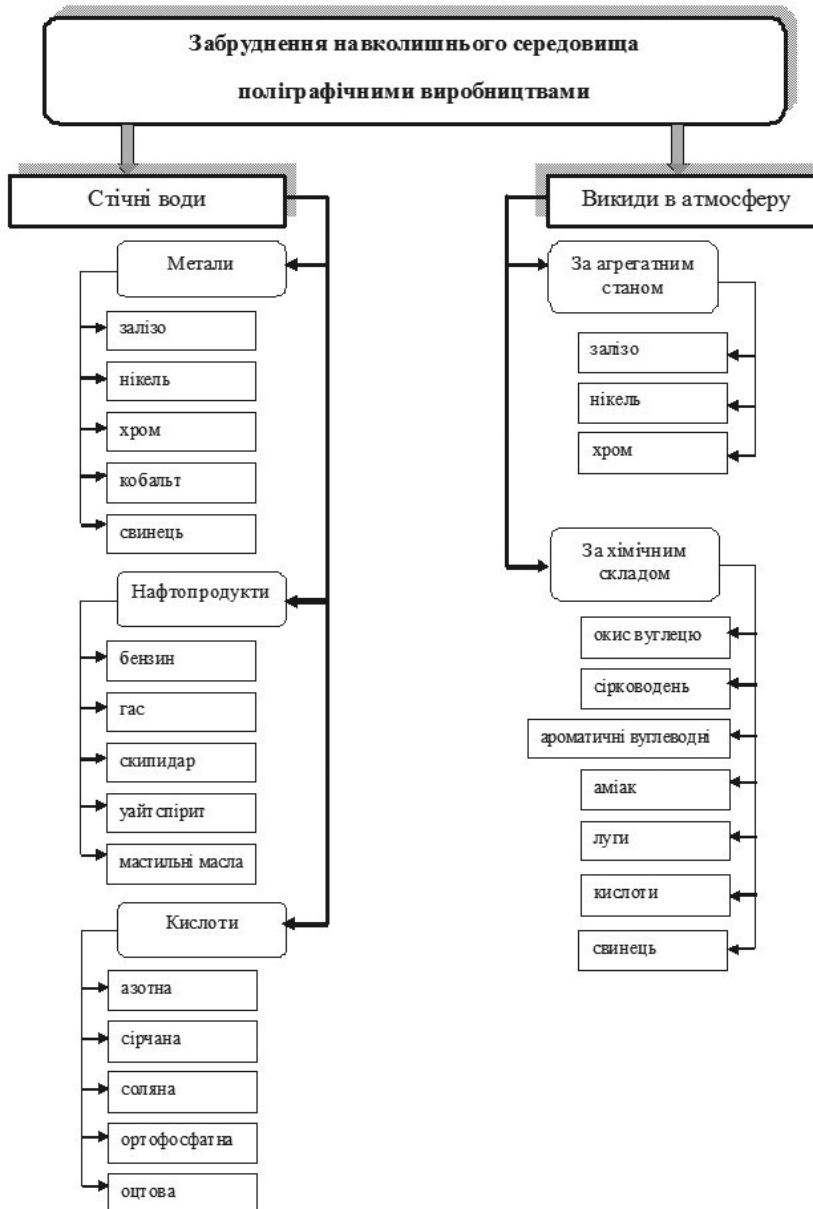 Забруднення навколишнього середовища
поліграфічними виробництвами
Стічні води
Метали
залізо
нікель
хром
кобальт
свинець
Нафтопродукти
бензин
гас
скипидар
уайт спірит
мастильні масла
Кислоти
азотна
сірчана
соляна
ортофосфатна
оцтова
Викиди в атмосферу
За агрегатним
станом
залізо
нікель
хром
За хімічним
складом
окис вуглецю
сірководень
ароматичні вуглеводні
аміак
луги
кислоти
свинець